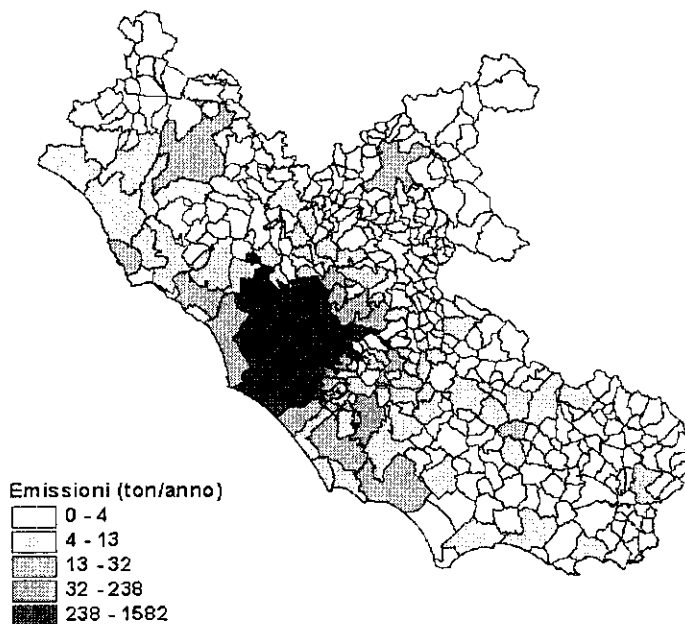 Emissioni (ton/anno)
0 - 4
4 - 13
13 - 32
32 - 238
238 - 1582